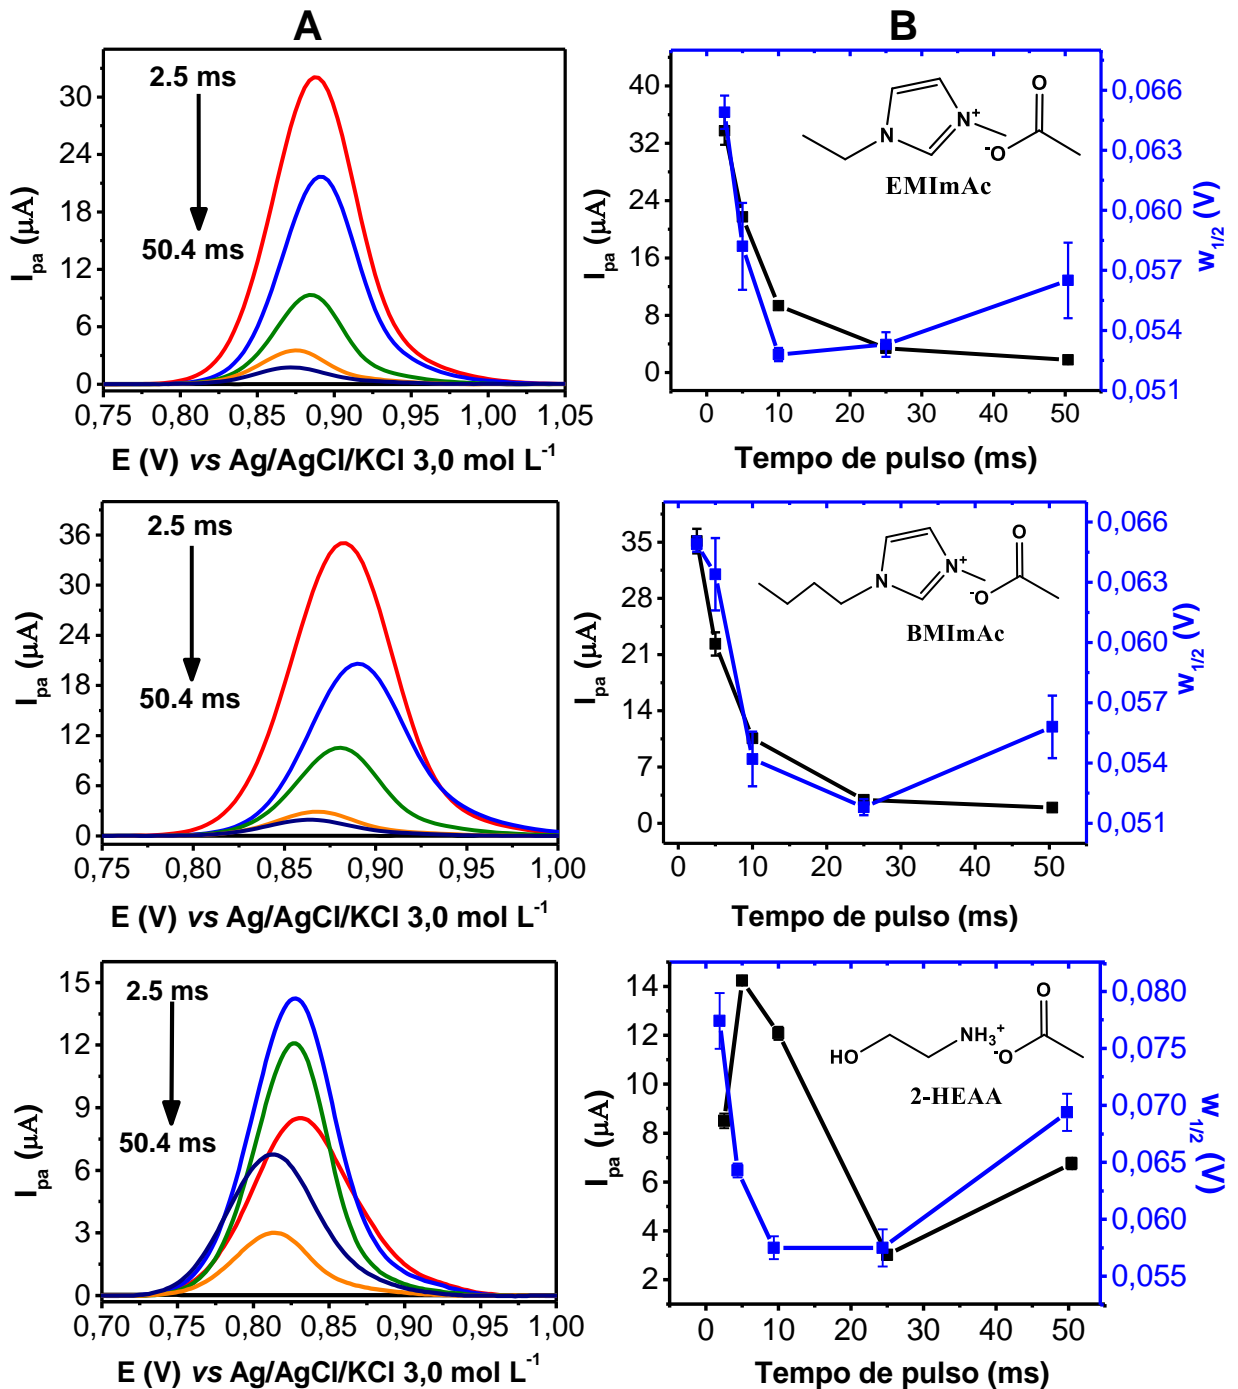 A
B
2.5 ms
50.4 ms
30
24
18
12
6
0
I_pa (µA)
0,75 0,80 0,85 0,90 0,95 1,00 1,05
E (V) vs Ag/AgCl/KCl 3,0 mol L⁻¹
40
32
24
16
8
0
I_pa (µA)
N
N⁺
⁻O
O
EMImAc
0,066
0,063
0,060
0,057
0,054
0,051
w_1/2 (V)
0 10 20 30 40 50
Tempo de pulso (ms)
2.5 ms
50.4 ms
36
30
24
18
12
6
0
I_pa (µA)
0,75 0,80 0,85 0,90 0,95 1,00
E (V) vs Ag/AgCl/KCl 3,0 mol L⁻¹
35
28
21
14
7
0
I_pa (µA)
N
N⁺
⁻O
O
BMImAc
0,066
0,063
0,060
0,057
0,054
0,051
w_1/2 (V)
0 10 20 30 40 50
Tempo de pulso (ms)
2.5 ms
50.4 ms
15
12
9
6
3
0
I_pa (µA)
0,70 0,75 0,80 0,85 0,90 0,95 1,00
E (V) vs Ag/AgCl/KCl 3,0 mol L⁻¹
14
12
10
8
6
4
2
I_pa (µA)
HO
NH₃⁺
⁻O
O
2-HEAA
0,080
0,075
0,070
0,065
0,060
0,055
w_1/2 (V)
0 10 20 30 40 50
Tempo de pulso (ms)